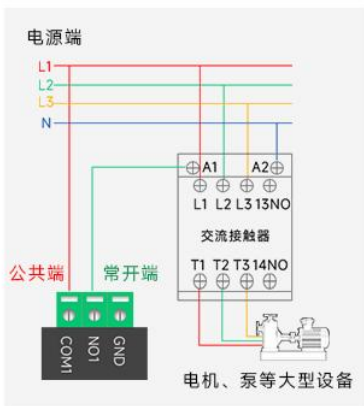 电源端
L1
L2
L3
N
A1 A2
L1 L2 L3 13NO
交流接触器
T1 T2 T3 14NO
公共端 常开端
COM1 NO1 GND
电机、泵等大型设备